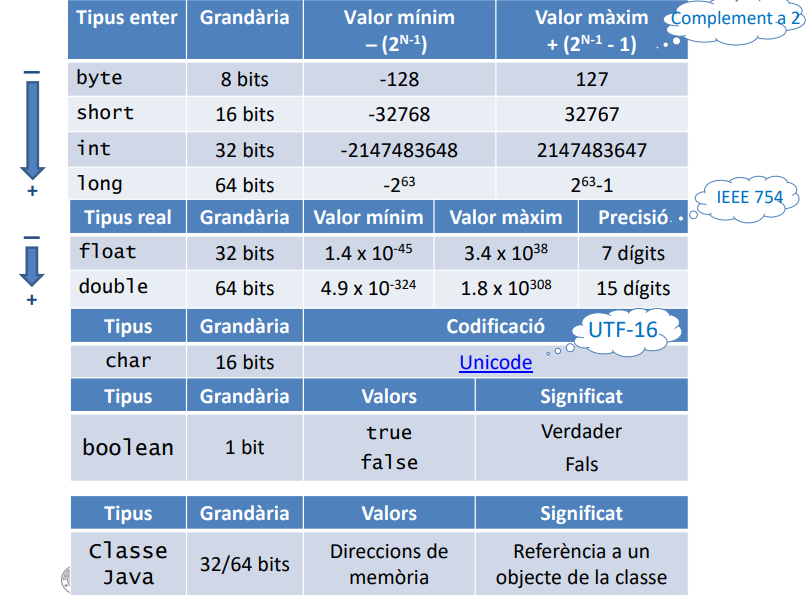 Tipus enter Grandària Valor mínim – (2^N-1) Valor màxim + (2^N-1 - 1)
Complement a 2
byte 8 bits -128 127
short 16 bits -32768 32767
int 32 bits -2147483648 2147483647
long 64 bits -2^63 2^63-1
–
+
IEEE 754
Tipus real Grandària Valor mínim Valor màxim Precisió
float 32 bits 1.4 x 10^-45 3.4 x 10^38 7 dígits
double 64 bits 4.9 x 10^-324 1.8 x 10^308 15 dígits
–
+
Tipus Grandària Codificació
UTF-16
char 16 bits Unicode
Tipus Grandària Valors Significat
boolean 1 bit true Verdader
false Fals
Tipus Grandària Valors Significat
Classe Java 32/64 bits Direccions de memòria Referència a un objecte de la classe